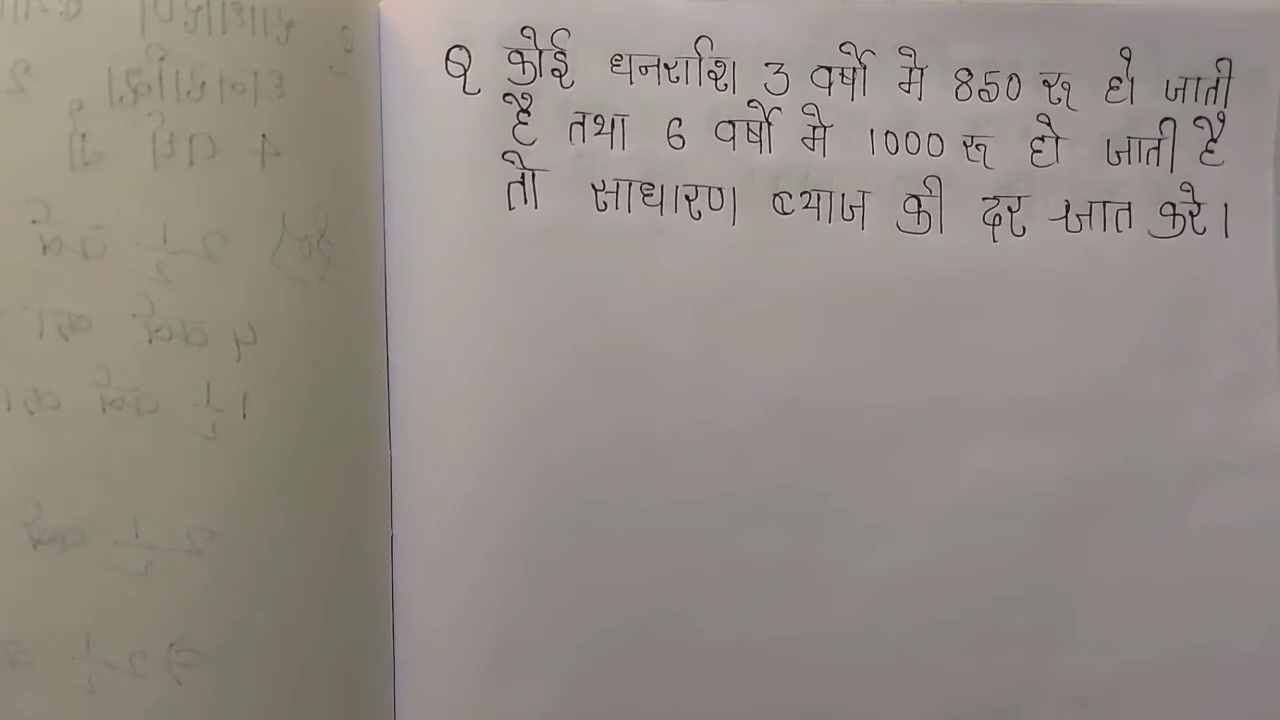 Q कोई धनराशि 3 वर्षो मे 850 रू हो जाती
है तथा 6 वर्षो मे 1000 रू हो जाती है
तो साधारण ब्याज की दर ज्ञात करे।